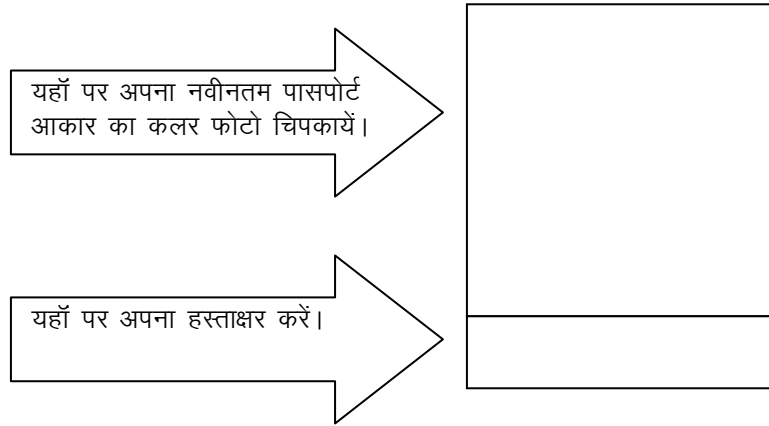 यहॉ पर अपना नवीनतम पासपोर्ट
आकार का कलर फोटो चिपकायें।
यहॉ पर अपना हस्ताक्षर करें।